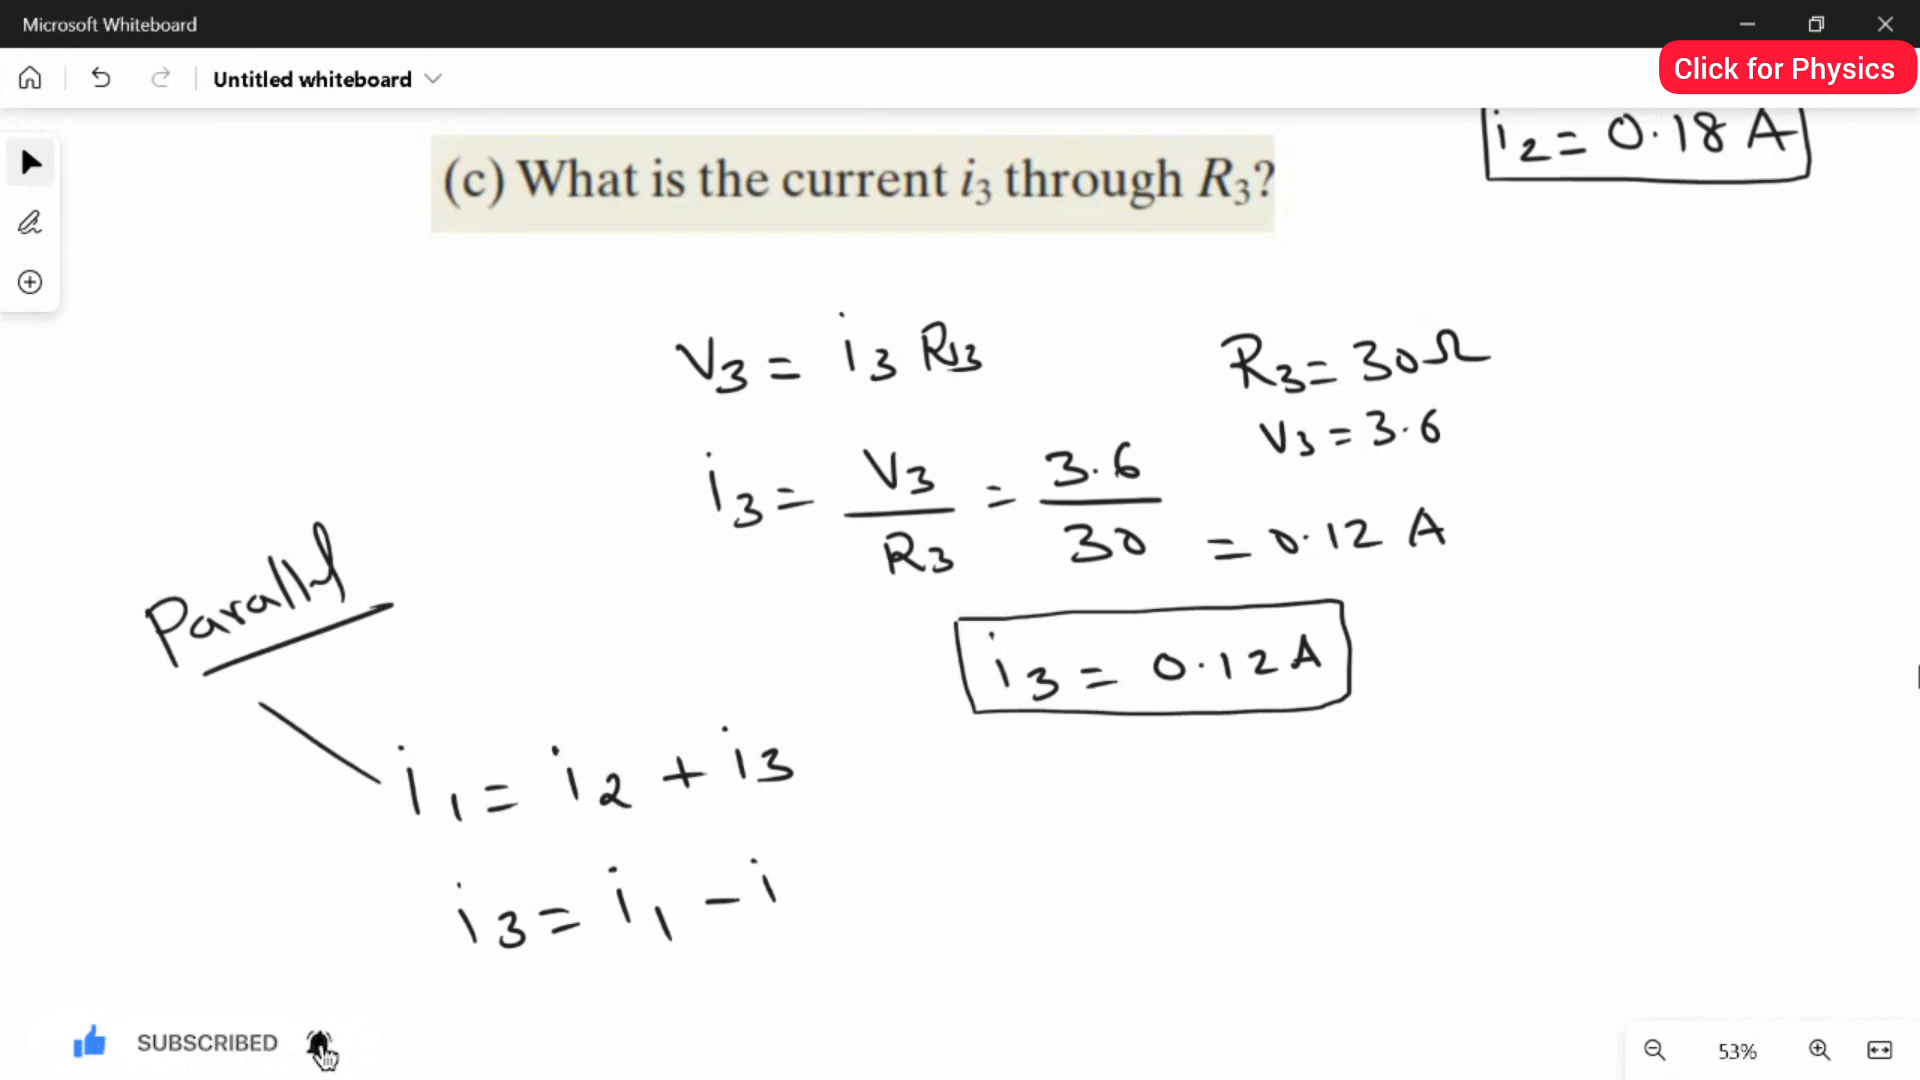 Microsoft Whiteboard
Untitled whiteboard
Click for Physics
i₂ = 0.18 A
(c) What is the current i₃ through R₃?
V₃ = i₃ R₃
R₃ = 30Ω
V₃ = 3.6
i₃ = V₃/R₃ = 3.6/30 = 0.12 A
i₃ = 0.12 A
Parallel
i₁ = i₂ + i₃
i₃ = i₁ - i
SUBSCRIBED
53%